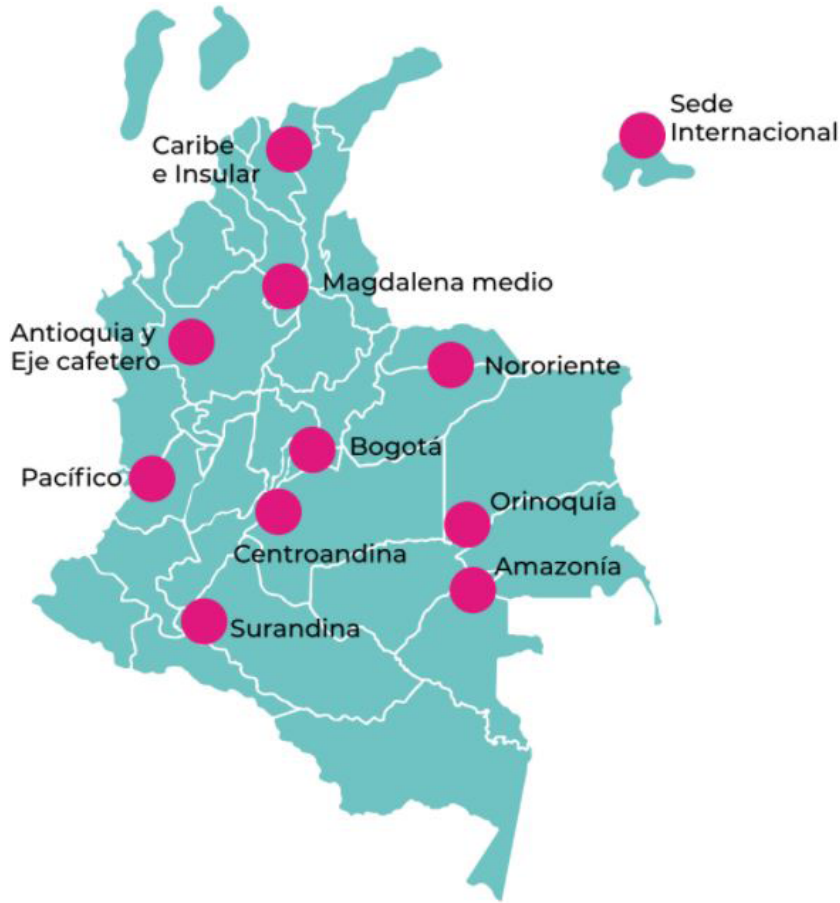 Sede
Internacional
Caribe
e Insular
Magdalena medio
Antioquia y
Eje cafetero
Nororiente
Bogotá
Pacífico
Orinoquía
Centroandina
Amazonía
Surandina